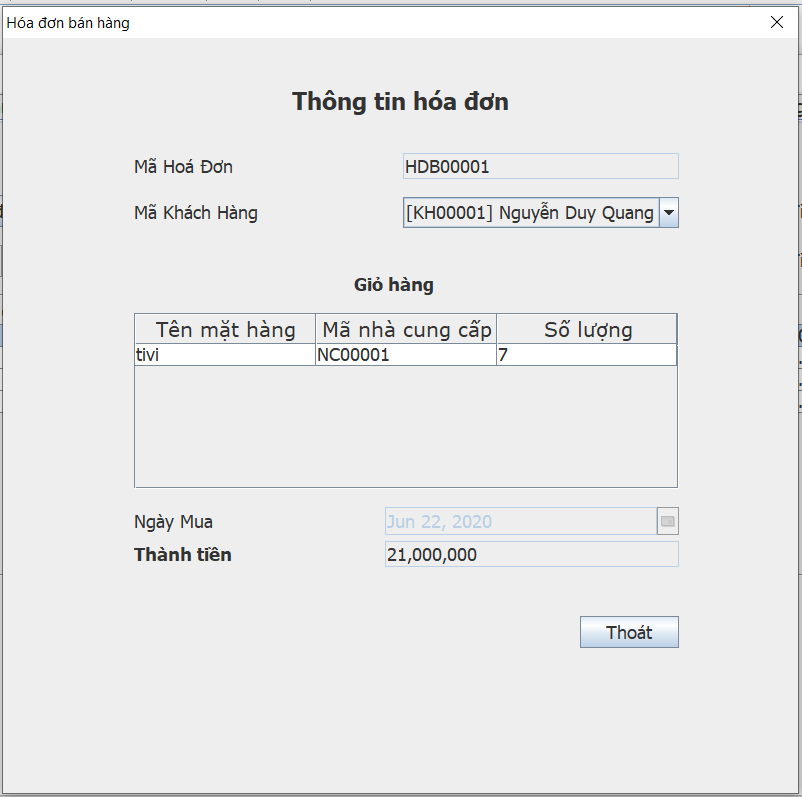 Hóa đơn bán hàng
Thông tin hóa đơn
Mã Hoá Đơn HDB00001
Mã Khách Hàng [KH00001] Nguyễn Duy Quang
Giỏ hàng
Tên mặt hàng Mã nhà cung cấp Số lượng
tivi NC00001 7
Ngày Mua Jun 22, 2020
Thành tiền 21,000,000
Thoát